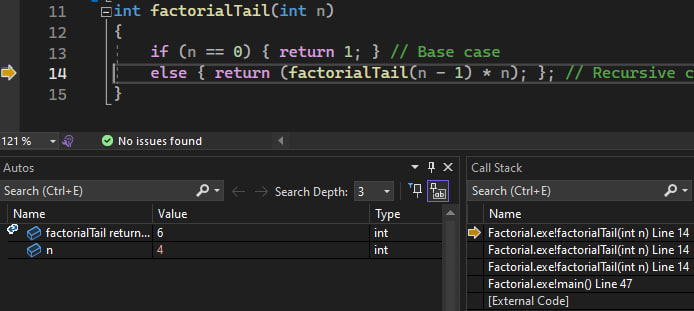 11 int factorialTail(int n)
12 {
13 if (n == 0) { return 1; } // Base case
14 else { return (factorialTail(n - 1) * n); }; // Recursive c
15 }
121 % No issues found
Autos
Search (Ctrl+E) Search Depth: 3
Name Value Type
factorialTail return... 6 int
n 4 int
Call Stack
Search (Ctrl+E)
Name
Factorial.exe!factorialTail(int n) Line 14
Factorial.exe!factorialTail(int n) Line 14
Factorial.exe!factorialTail(int n) Line 14
Factorial.exe!main() Line 47
[External Code]